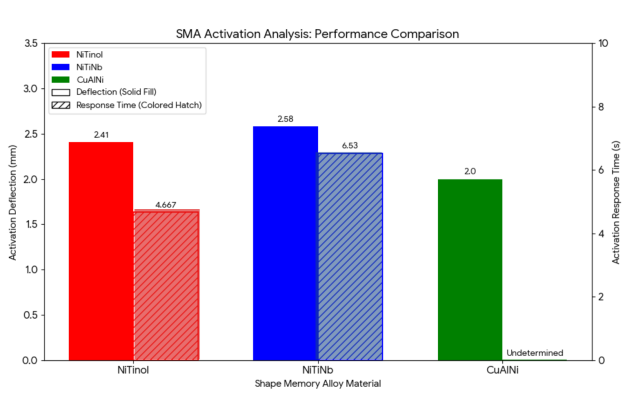 SMA Activation Analysis: Performance Comparison
3.5
3.0
2.5
2.0
1.5
1.0
0.5
0.0
Activation Deflection (mm)
NiTinol
NiTiNb
CuAlNi
Deflection (Solid Fill)
Response Time (Colored Hatch)
2.41
4.667
2.58
6.53
2.0
Undetermined
10
8
6
4
2
0
Activation Response Time (s)
NiTinol
NiTiNb
CuAlNi
Shape Memory Alloy Material